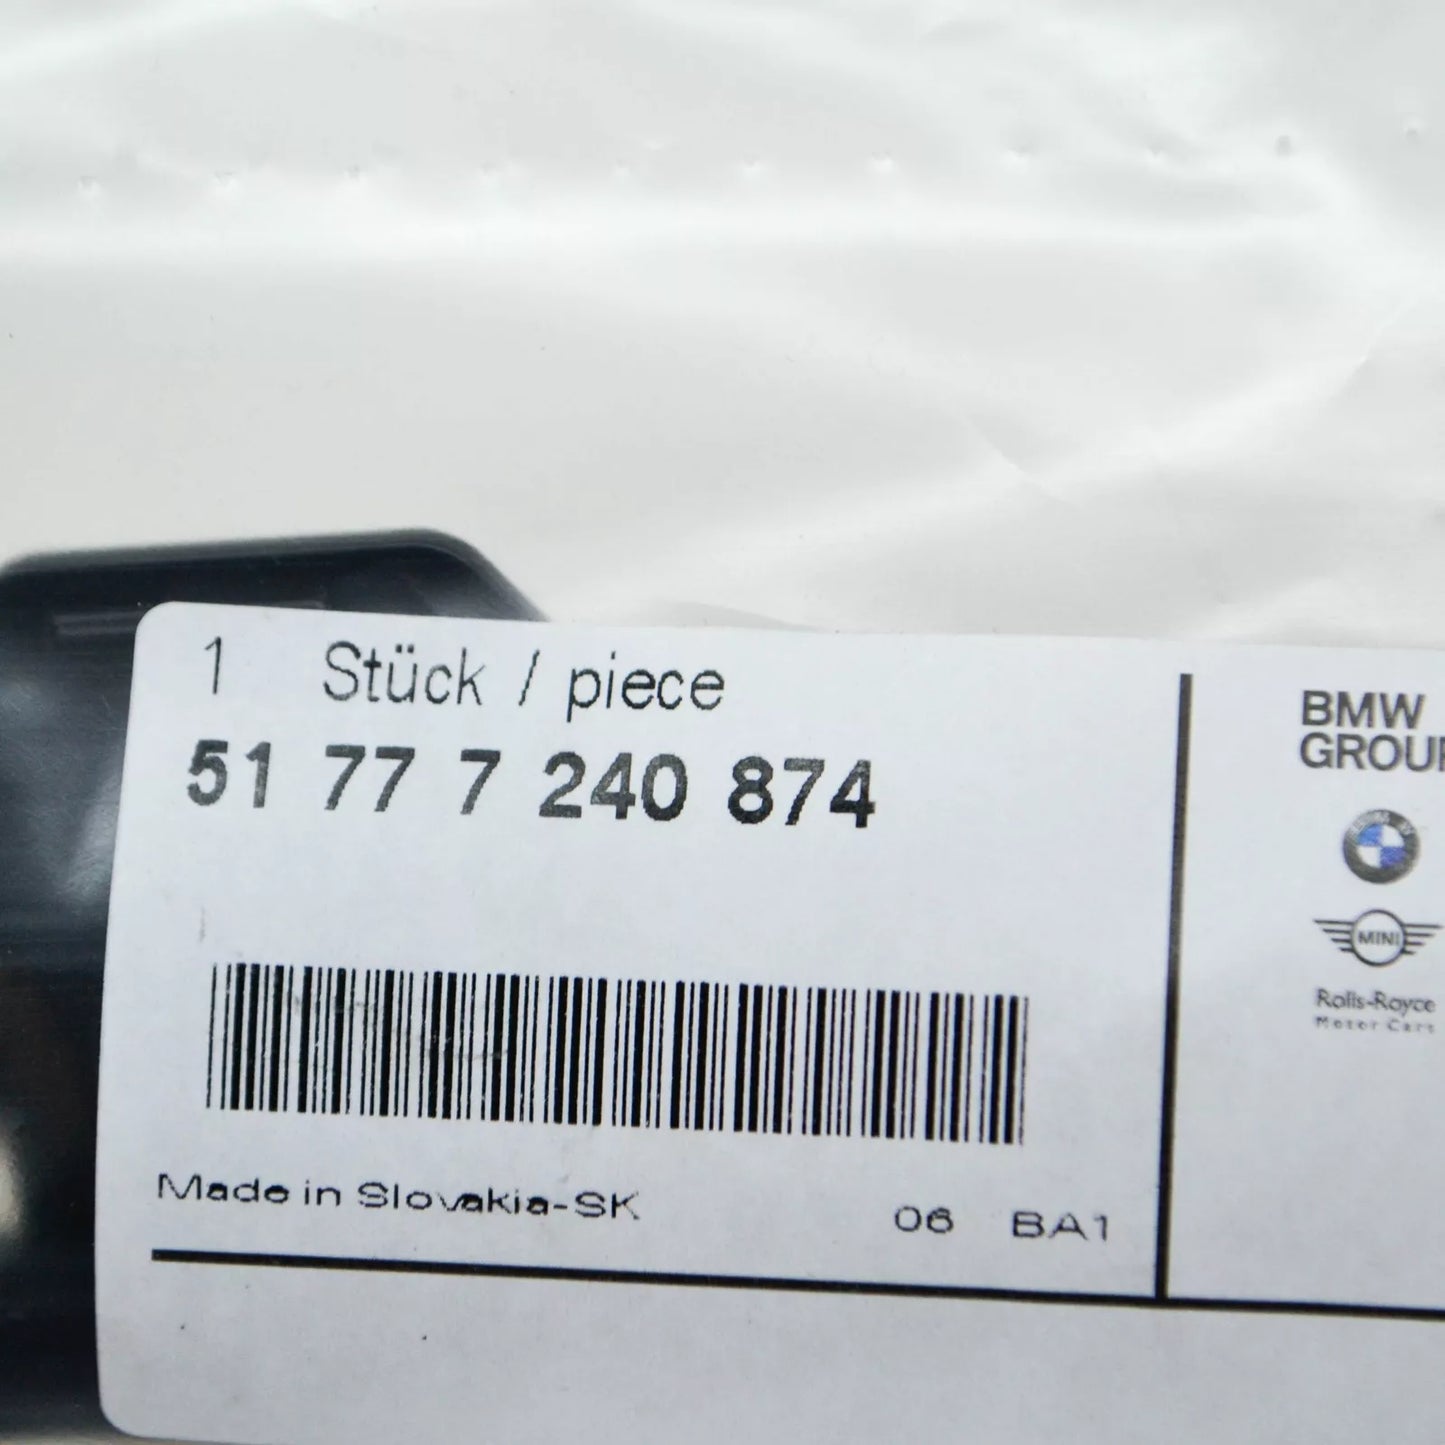 1 Stück / piece
51 77 7 240 874
Made in Slovakia-SK
06 BA1
BMW
GROUP
MINI
Rolls-Royce
Motor Cars